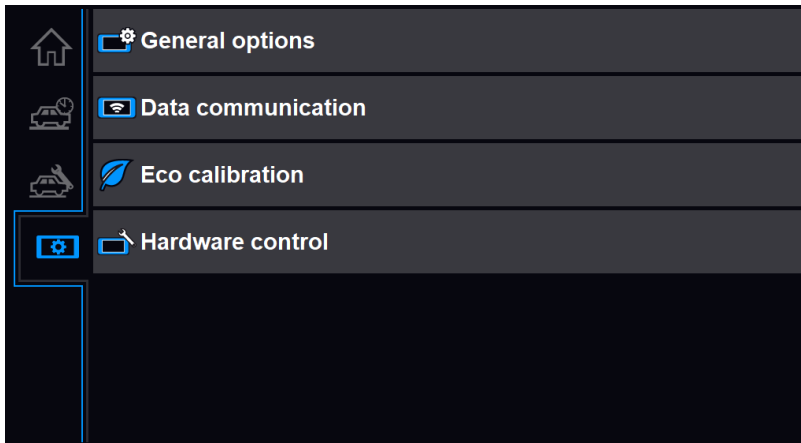 General options
Data communication
Eco calibration
Hardware control